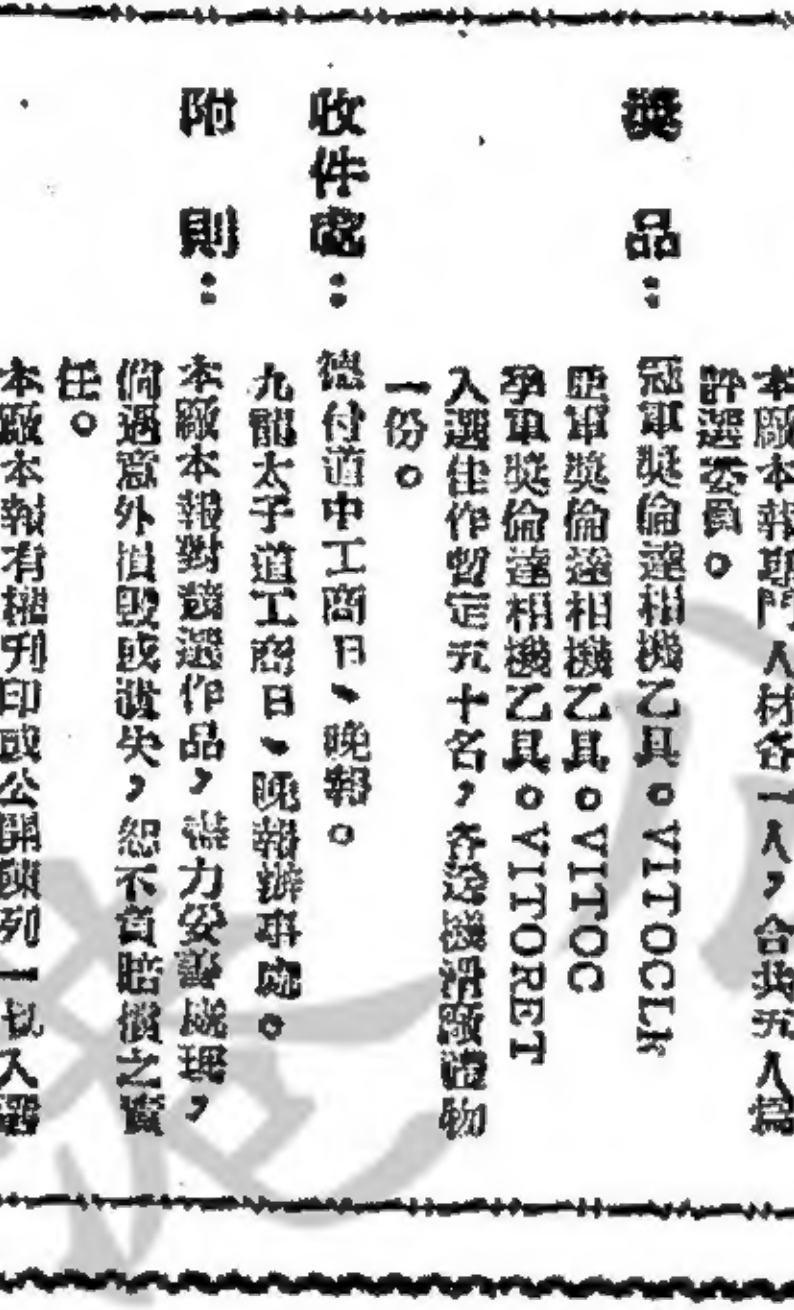 本廠本報專門人材各一人，合共五人爲
評選委員。
獎品：
冠軍獎倫達相機乙具。VITOCLR
亞軍獎倫達相機乙具。VITOC
季軍獎倫達相機乙具。VITORET
入選佳作暫定五十名，各送機消廠禮物
一份。
收件處：
德付道中工商日、晚報。
九龍太子道工商日、晚報辦事處。
附則：
本廠本報對競選作品，當力妥善處理，
倘遇意外損毀或遺失，恕不負賠償之責
任。
本廠本報有權刋印或公開陳列一切入選